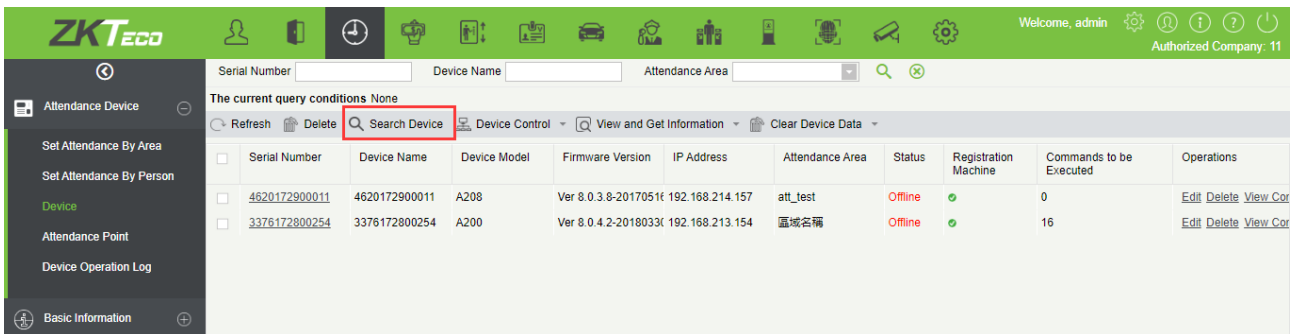 ZKTECO
Welcome, admin
Authorized Company: 11
Serial Number Device Name Attendance Area
The current query conditions None
Refresh Delete Search Device Device Control View and Get Information Clear Device Data
Attendance Device
Set Attendance By Area
Set Attendance By Person
Device
Attendance Point
Device Operation Log
Basic Information
Serial Number Device Name Device Model Firmware Version IP Address Attendance Area Status Registration Machine Commands to be Executed Operations
4620172900011 4620172900011 A208 Ver 8.0.3.8-2017051 192.168.214.157 att_test Offline 0 Edit Delete View Cor
3376172800254 3376172800254 A200 Ver 8.0.4.2-2018033 192.168.213.154 區域名稱 Offline 16 Edit Delete View Cor